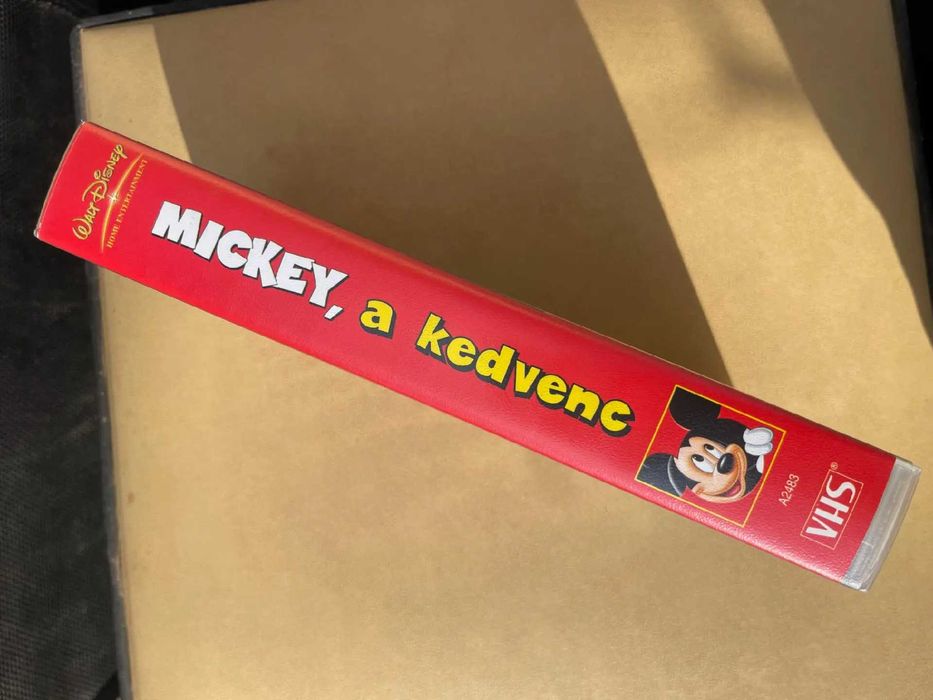 WALT DISNEY
HOME ENTERTAINMENT
MICKEY, a kedvenc
A2483
VHS®